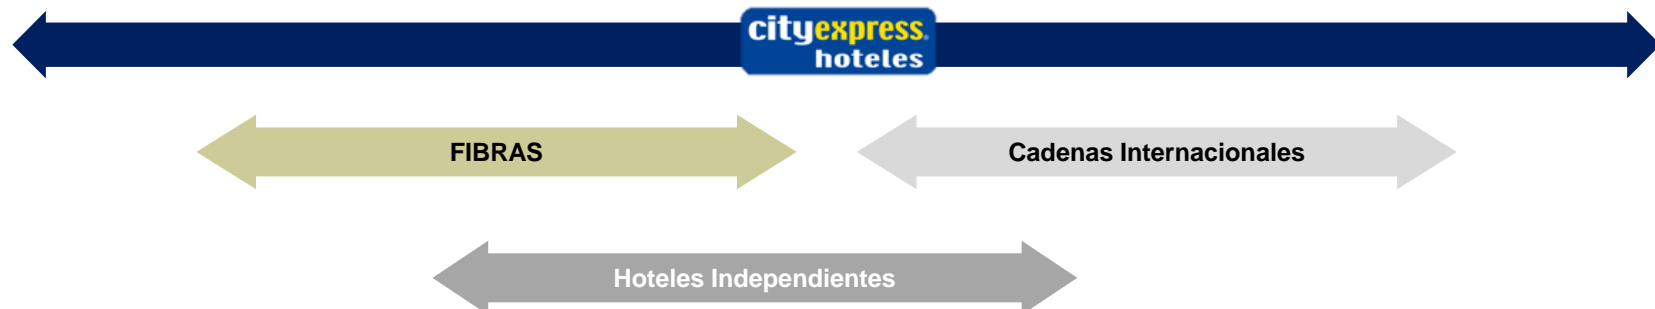 cityexpress.
hoteles
FIBRAS
Cadenas Internacionales
Hoteles Independientes